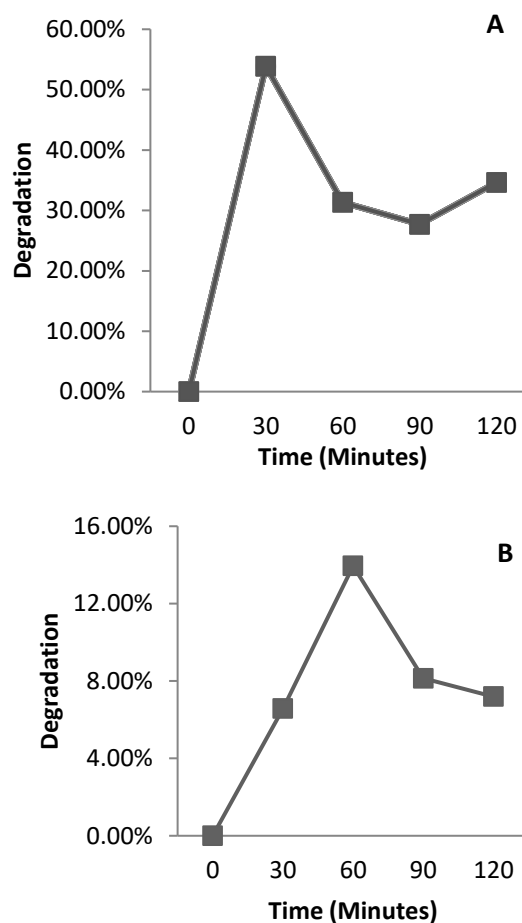 A
60.00%
50.00%
40.00%
30.00%
20.00%
10.00%
0.00%
Degradation
0 30 60 90 120
Time (Minutes)
B
16.00%
12.00%
8.00%
4.00%
0.00%
Degradation
0 30 60 90 120
Time (Minutes)